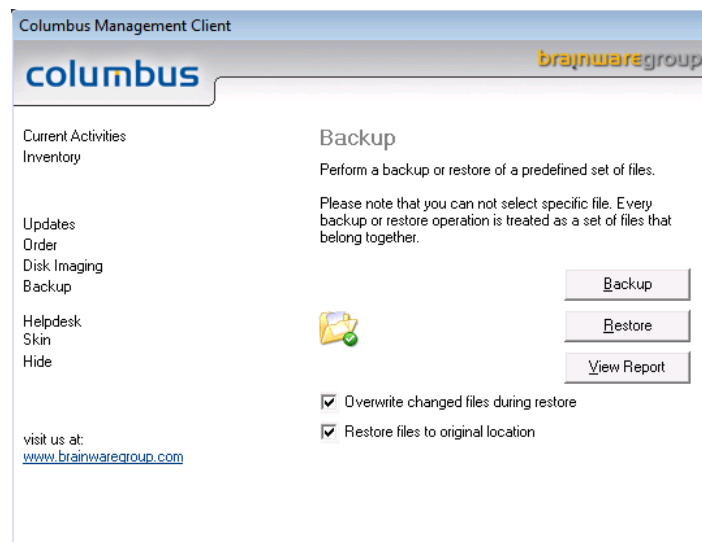 Columbus Management Client
columbus
brainwaregroup
Current Activities
Inventory
Updates
Order
Disk Imaging
Backup
Helpdesk
Skin
Hide
visit us at:
www.brainwaregroup.com
Backup
Perform a backup or restore of a predefined set of files.
Please note that you can not select specific file. Every
backup or restore operation is treated as a set of files that
belong together.
Backup
Restore
View Report
Overwrite changed files during restore
Restore files to original location